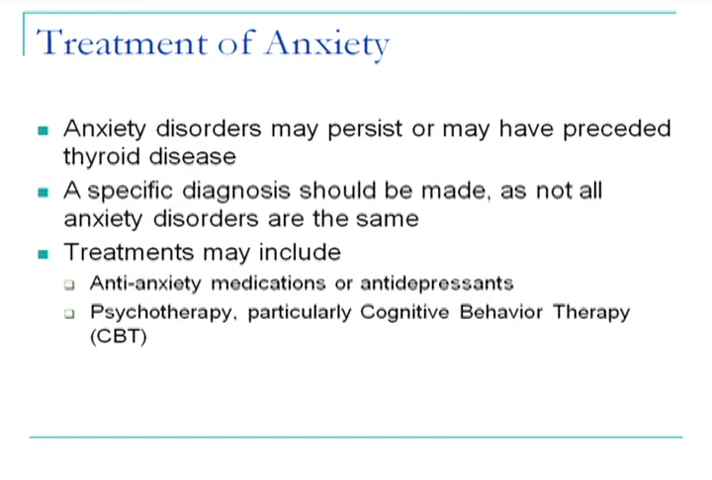 Treatment of Anxiety
Anxiety disorders may persist or may have preceded
thyroid disease
A specific diagnosis should be made, as not all
anxiety disorders are the same
Treatments may include
Anti-anxiety medications or antidepressants
Psychotherapy, particularly Cognitive Behavior Therapy
(CBT)